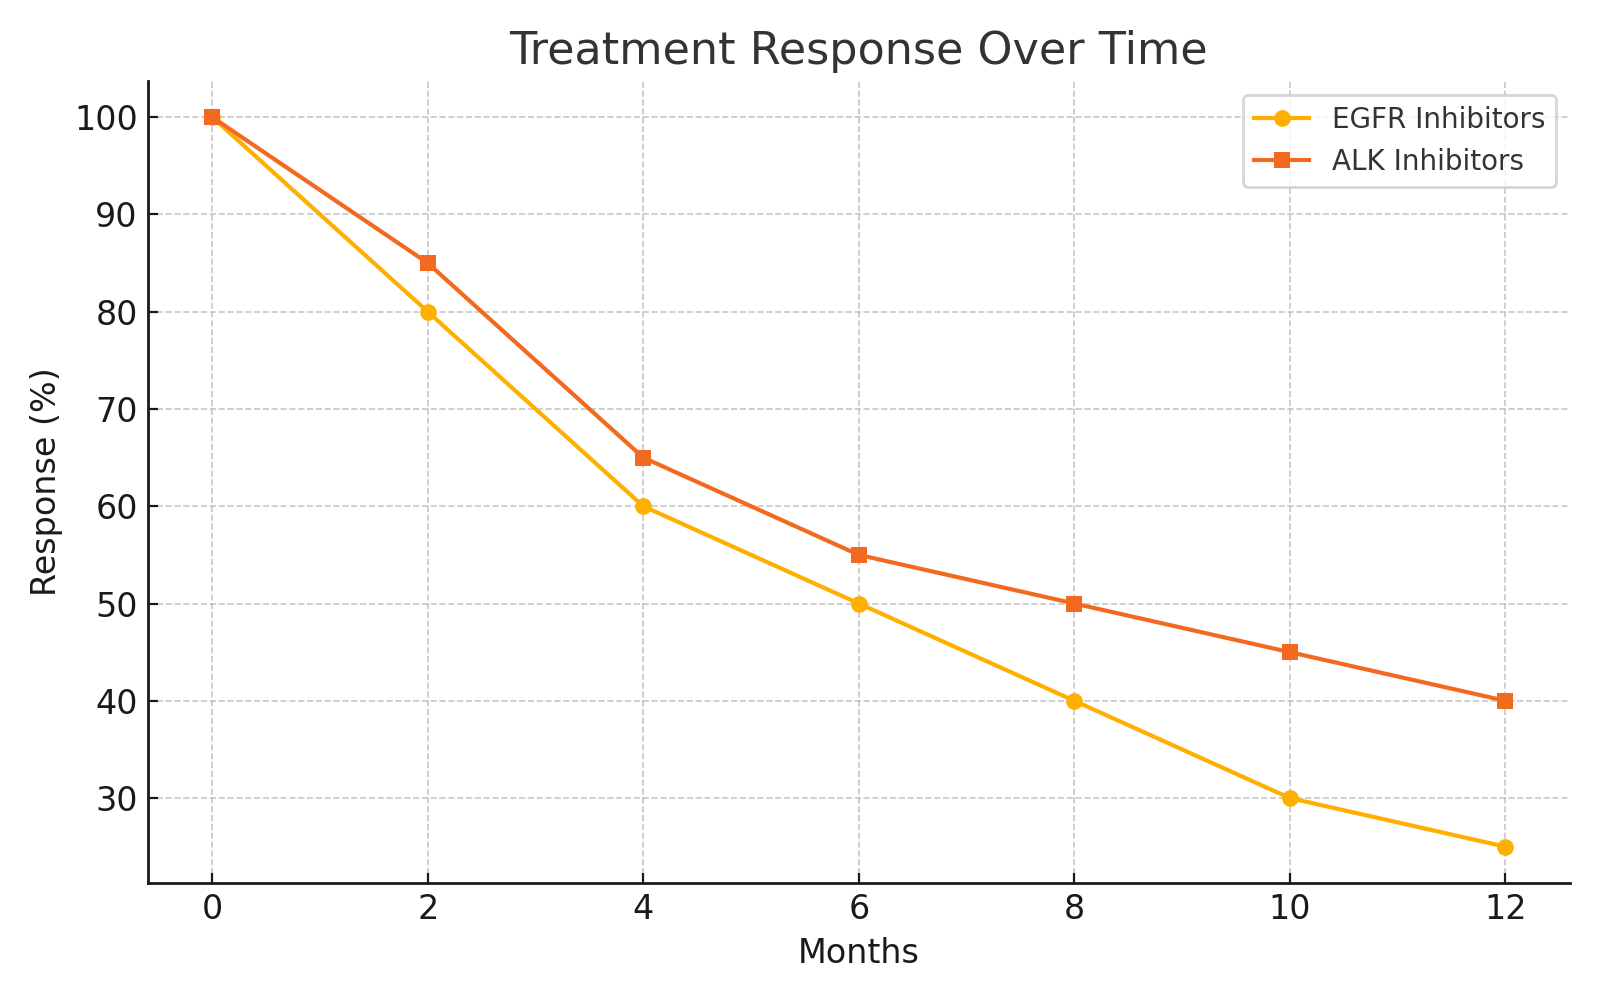 Treatment Response Over Time
EGFR Inhibitors
ALK Inhibitors
Response (%)
100
90
80
70
60
50
40
30
0 2 4 6 8 10 12
Months